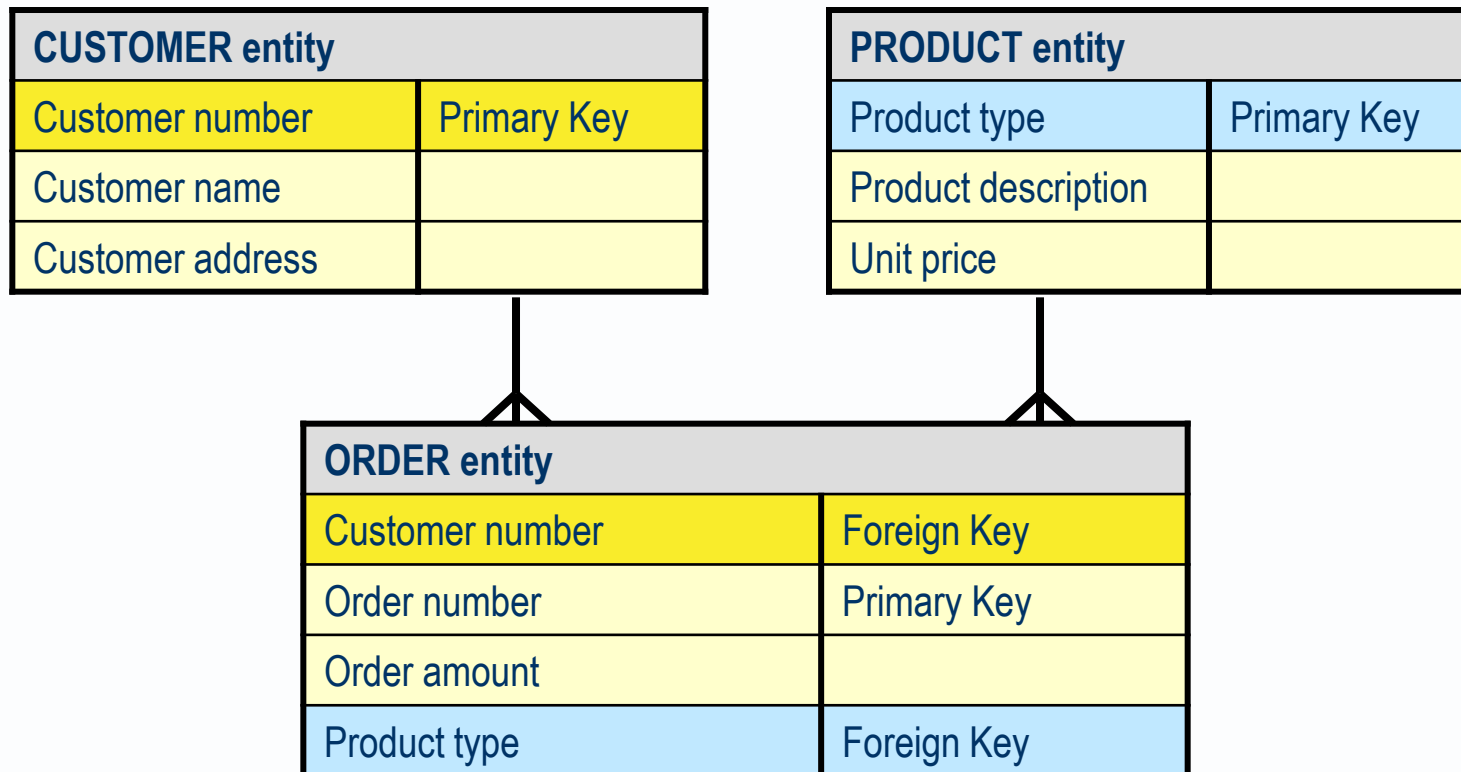 CUSTOMER entity
Customer number Primary Key
Customer name
Customer address
PRODUCT entity
Product type Primary Key
Product description
Unit price
ORDER entity
Customer number Foreign Key
Order number Primary Key
Order amount
Product type Foreign Key